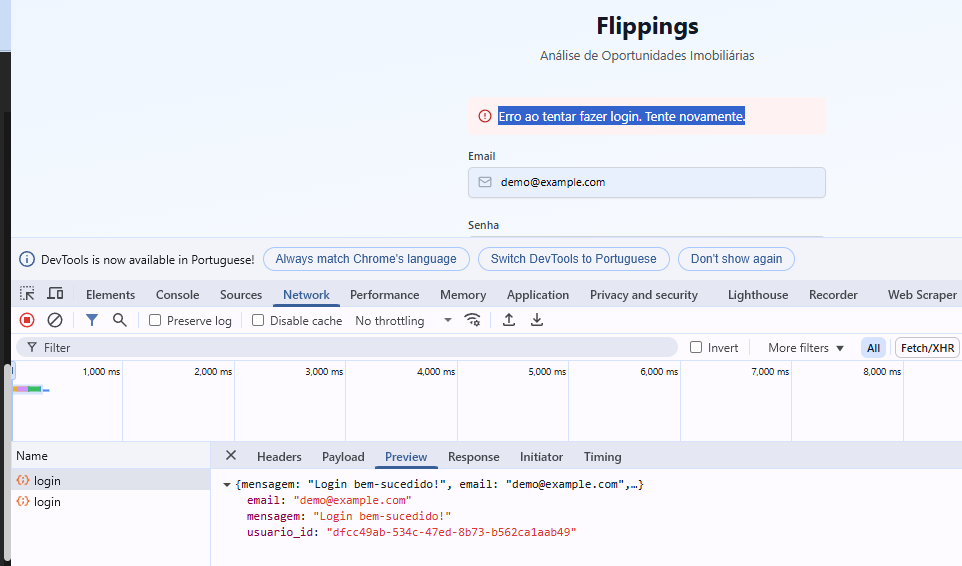 Flippings
Análise de Oportunidades Imobiliárias
Erro ao tentar fazer login. Tente novamente.
Email
demo@example.com
Senha
DevTools is now available in Portuguese! Always match Chrome's language Switch DevTools to Portuguese Don't show again
Elements Console Sources Network Performance Memory Application Privacy and security Lighthouse Recorder Web Scraper
Preserve log Disable cache No throttling
Filter Invert More filters All Fetch/XHR
1,000 ms 2,000 ms 3,000 ms 4,000 ms 5,000 ms 6,000 ms 7,000 ms 8,000 ms
Name Headers Payload Preview Response Initiator Timing
login
login
{mensagem: "Login bem-sucedido!", email: "demo@example.com",…}
email: "demo@example.com"
mensagem: "Login bem-sucedido!"
usuario_id: "dfcc49ab-534c-47ed-8b73-b562ca1aab49"